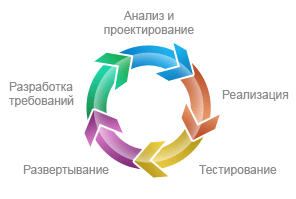 Анализ и
проектирование
Реализация
Тестирование
Развертывание
Разработка
требований